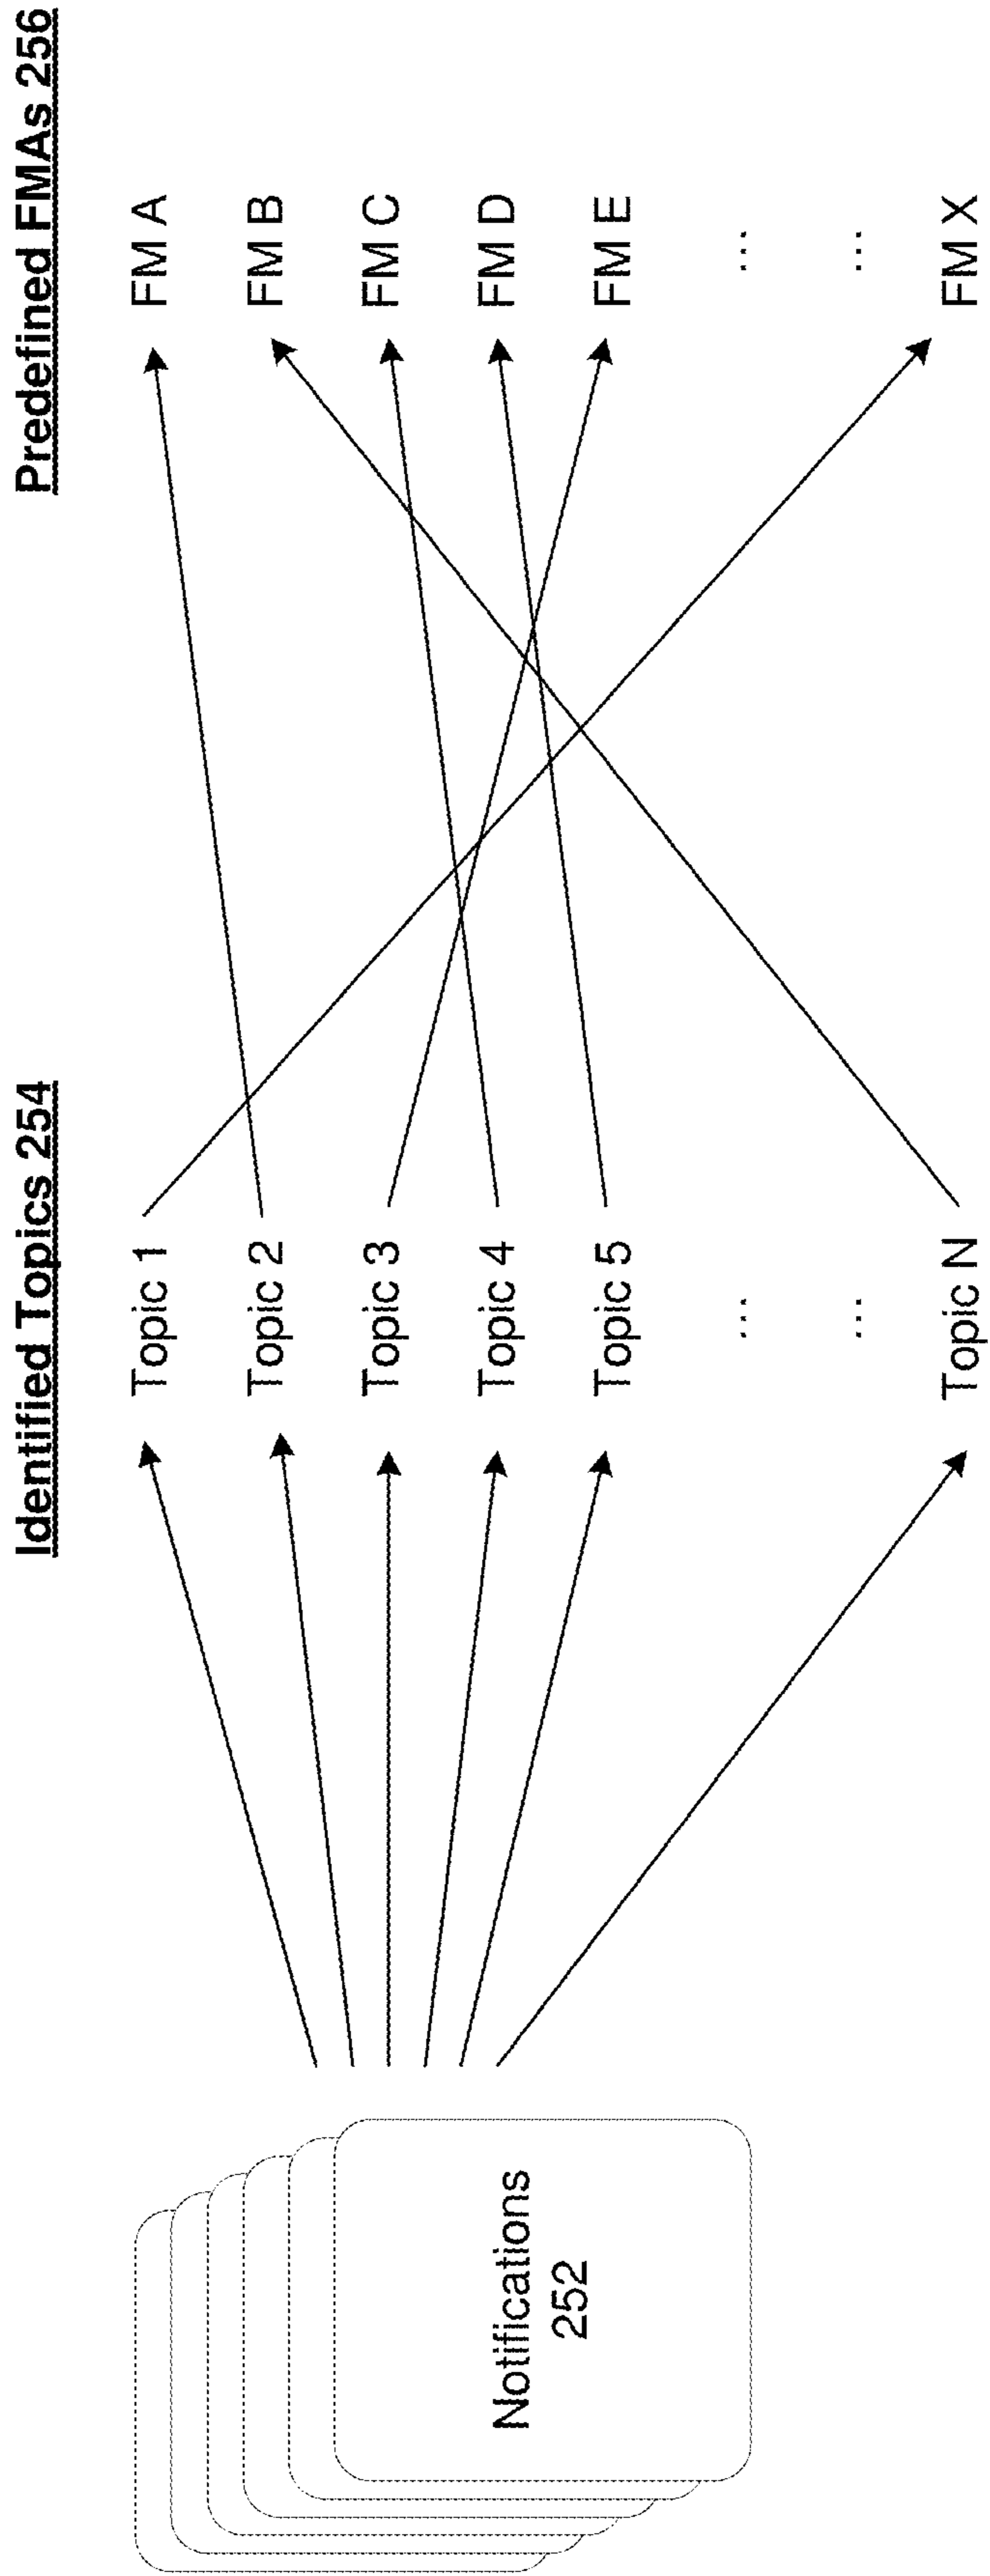 Identified Topics 254
Predefined FMAs 256
Topic 1
FM A
Topic 2
FM B
Topic 3
FM C
Topic 4
FM D
Topic 5
FM E
...
...
...
...
Topic N
FM X
Notifications
252